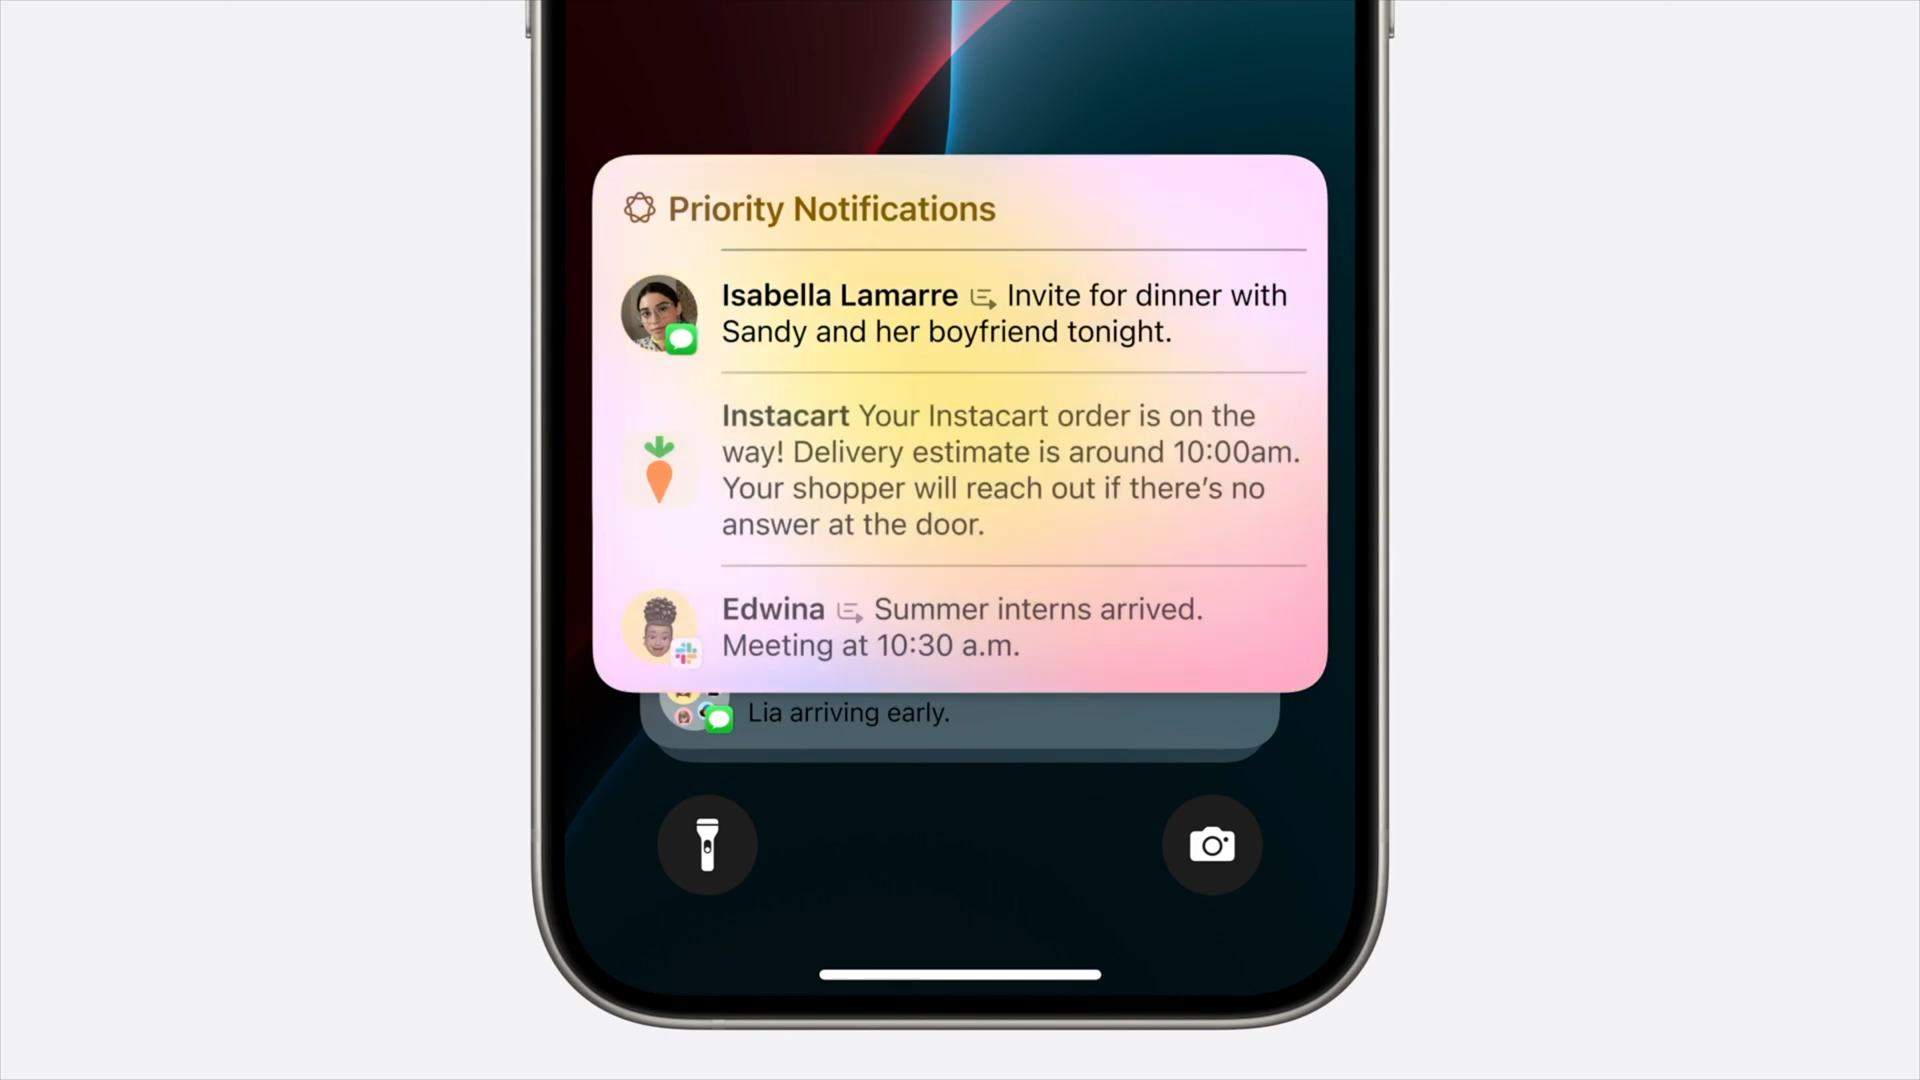 Priority Notifications
Isabella Lamarre Invite for dinner with
Sandy and her boyfriend tonight.
Instacart Your Instacart order is on the
way! Delivery estimate is around 10:00am.
Your shopper will reach out if there’s no
answer at the door.
Edwina Summer interns arrived.
Meeting at 10:30 a.m.
Lia arriving early.